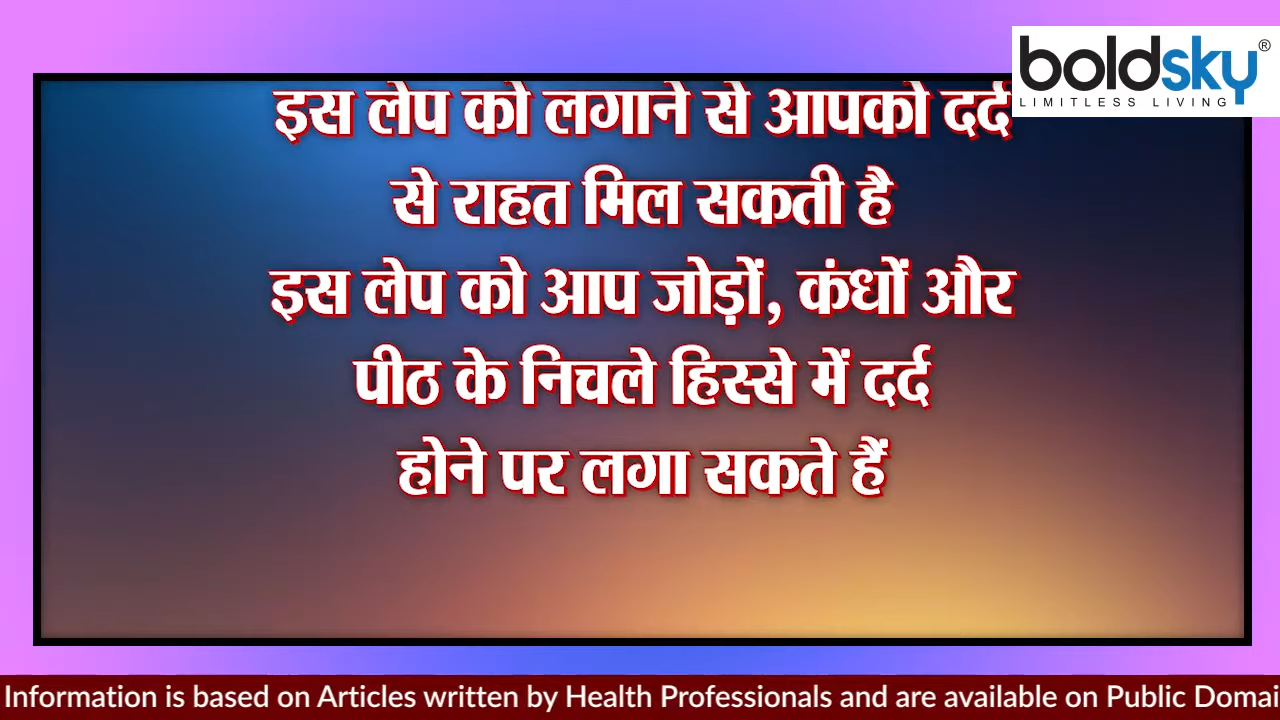 boldsky®
LIMITLESS LIVING
इस लेप को लगाने से आपको दर्द
से राहत मिल सकती है
इस लेप को आप जोड़ों, कंधों और
पीठ के निचले हिस्से में दर्द
होने पर लगा सकते हैं
Information is based on Articles written by Health Professionals and are available on Public Domai